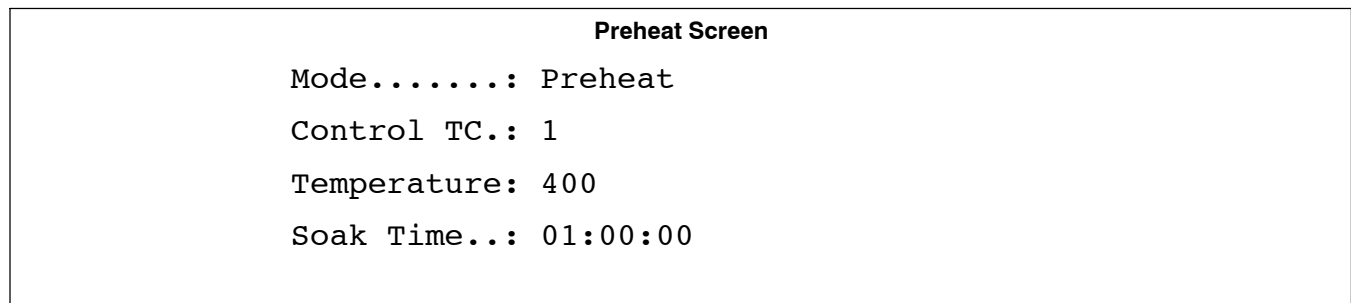 Preheat Screen
Mode.......: Preheat
Control TC.: 1
Temperature: 400
Soak Time..: 01:00:00